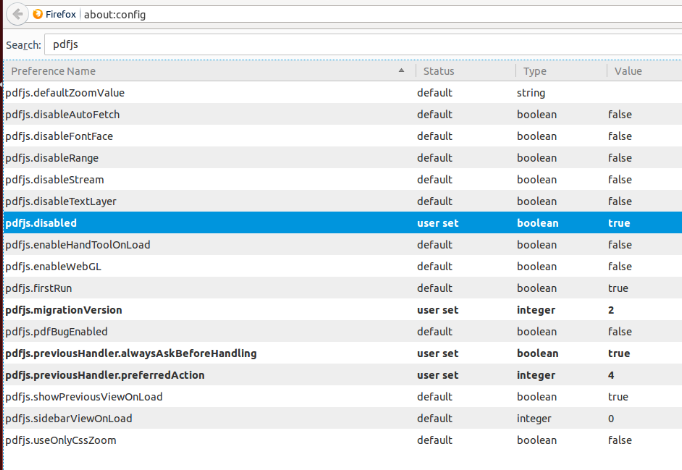 Firefox about:config
Search: pdfjs
Preference Name Status Type Value
pdfjs.defaultZoomValue default string
pdfjs.disableAutoFetch default boolean false
pdfjs.disableFontFace default boolean false
pdfjs.disableRange default boolean false
pdfjs.disableStream default boolean false
pdfjs.disableTextLayer default boolean false
pdfjs.disabled user set boolean true
pdfjs.enableHandToolOnLoad default boolean false
pdfjs.enableWebGL default boolean false
pdfjs.firstRun default boolean true
pdfjs.migrationVersion user set integer 2
pdfjs.pdfBugEnabled default boolean false
pdfjs.previousHandler.alwaysAskBeforeHandling user set boolean true
pdfjs.previousHandler.preferredAction user set integer 4
pdfjs.showPreviousViewOnLoad default boolean true
pdfjs.sidebarViewOnLoad default integer 0
pdfjs.useOnlyCssZoom default boolean false